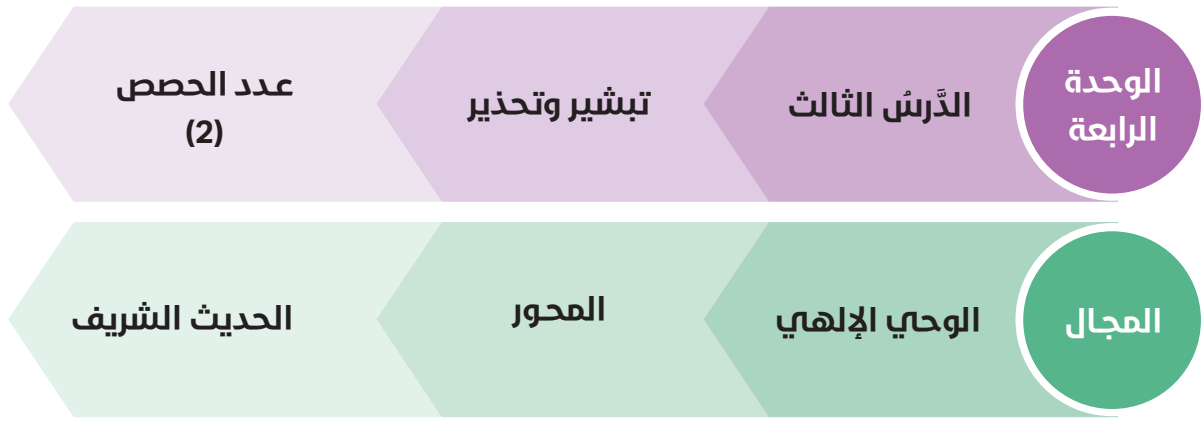 الوحدة
الرابعة
الدَّرسُ الثالث
تبشير وتحذير
عدد الحصص
(2)
المجال
الوحي الإلهي
المحور
الحديث الشريف